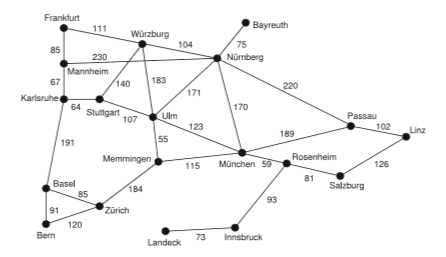 Frankfurt
111
Würzburg
Bayreuth
85
230
104
75
Mannheim
Nürnberg
67
140
183
171
220
Karlsruhe
64
Stuttgart
107
Ulm
170
Passau
102
Linz
191
123
189
55
Memmingen
115
München
59
Rosenheim
126
81
Salzburg
Basel
85
184
93
91
Zürich
120
Bern
Landeck
73
Innsbruck